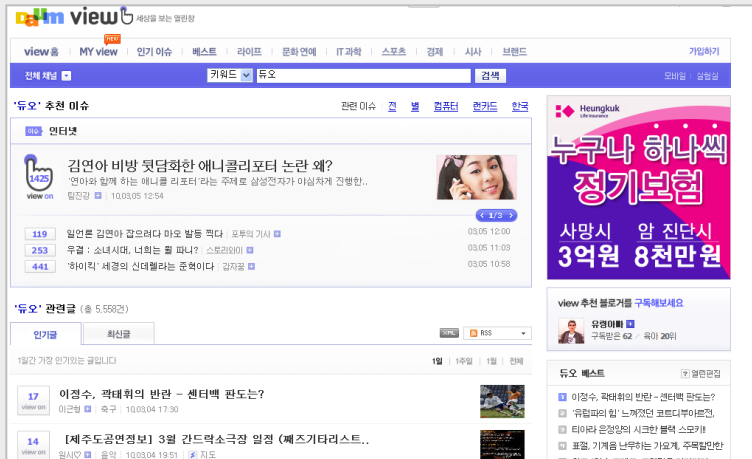 Daum view 세상을 보는 열린창
view홈 MY view NEW 인기 이슈 베스트 라이프 문화 연예 IT과학 스포츠 경제 시사 브랜드 가입하기
전체 채널 키워드 듀오 검색 모바일 실험실
'듀오' 추천 이슈 관련 이슈 전 별 컴퓨터 런카드 한국
이슈 인터넷
1425
view on
김연아 비방 뒷담화한 애니콜리포터 논란 왜?
'연아와 함께 하는 애니콜 리포터'라는 주제로 삼성전자가 야심차게 진행한..
탐진강 10.03.05 12:54
1/3
119 일언론 김연아 잡으려다 마오 발등 찍다 포투의 기사 03.05 12:00
253 우결 : 소녀시대, 너희는 뭘 파니? 스토리와이 03.05 11:03
441 '하이킥' 세경의 신데렐라는 준혁이다 감자꿈 03.05 10:58
'듀오' 관련글 (총 5,558건)
인기글 최신글 XML RSS
1일간 가장 인기있는 글입니다 1일 1주일 1월 전체
17
view on
이정수, 곽태휘의 반란 - 센터백 판도는?
이근형 축구 10.03.04 17:30
14
view on
[제주도공연정보] 3월 간드락소극장 일정 (째즈기타리스트..
일시♡ 음악 10.03.04 19:51 지도
Heungkuk
Life Insurance
누구나 하나씩
정기보험
사망시 암 진단시
3억원 8천만원
view 추천 블로거를 구독해보세요
유령아빠
구독받은 62 육아 20위
듀오 베스트 ? 열린편집
1 이정수, 곽태휘의 반란 - 센터백 판도는?
2 '유럽파의 힘' 느껴졌던 코트디부아르전,
3 티아라 은정양의 시크한 블랙 스모키!!
4 표절, 기계음 난무하는 가요계, 주목할만한